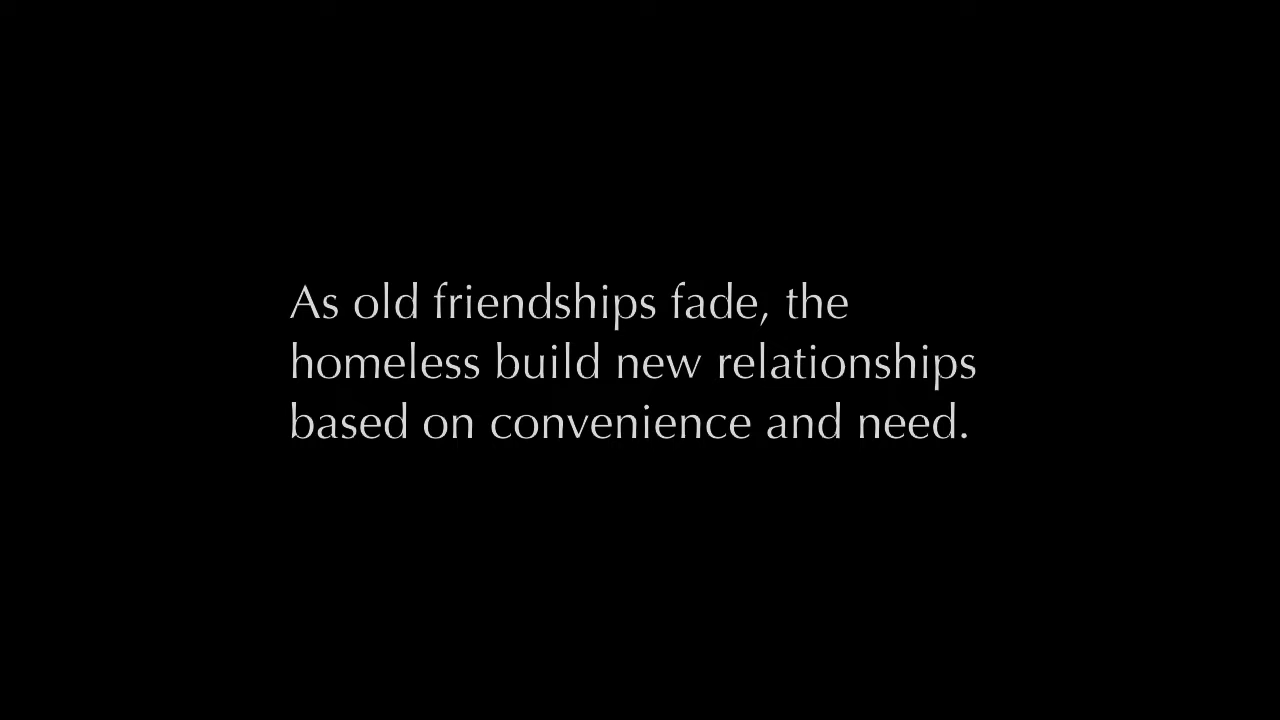 As old friendships fade, the
homeless build new relationships
based on convenience and need.